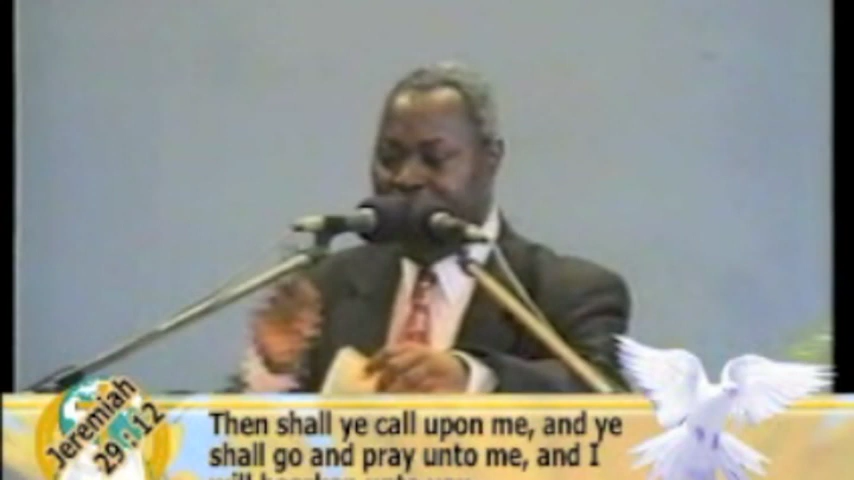 Jeremiah
29:12
Then shall ye call upon me, and ye
shall go and pray unto me, and I